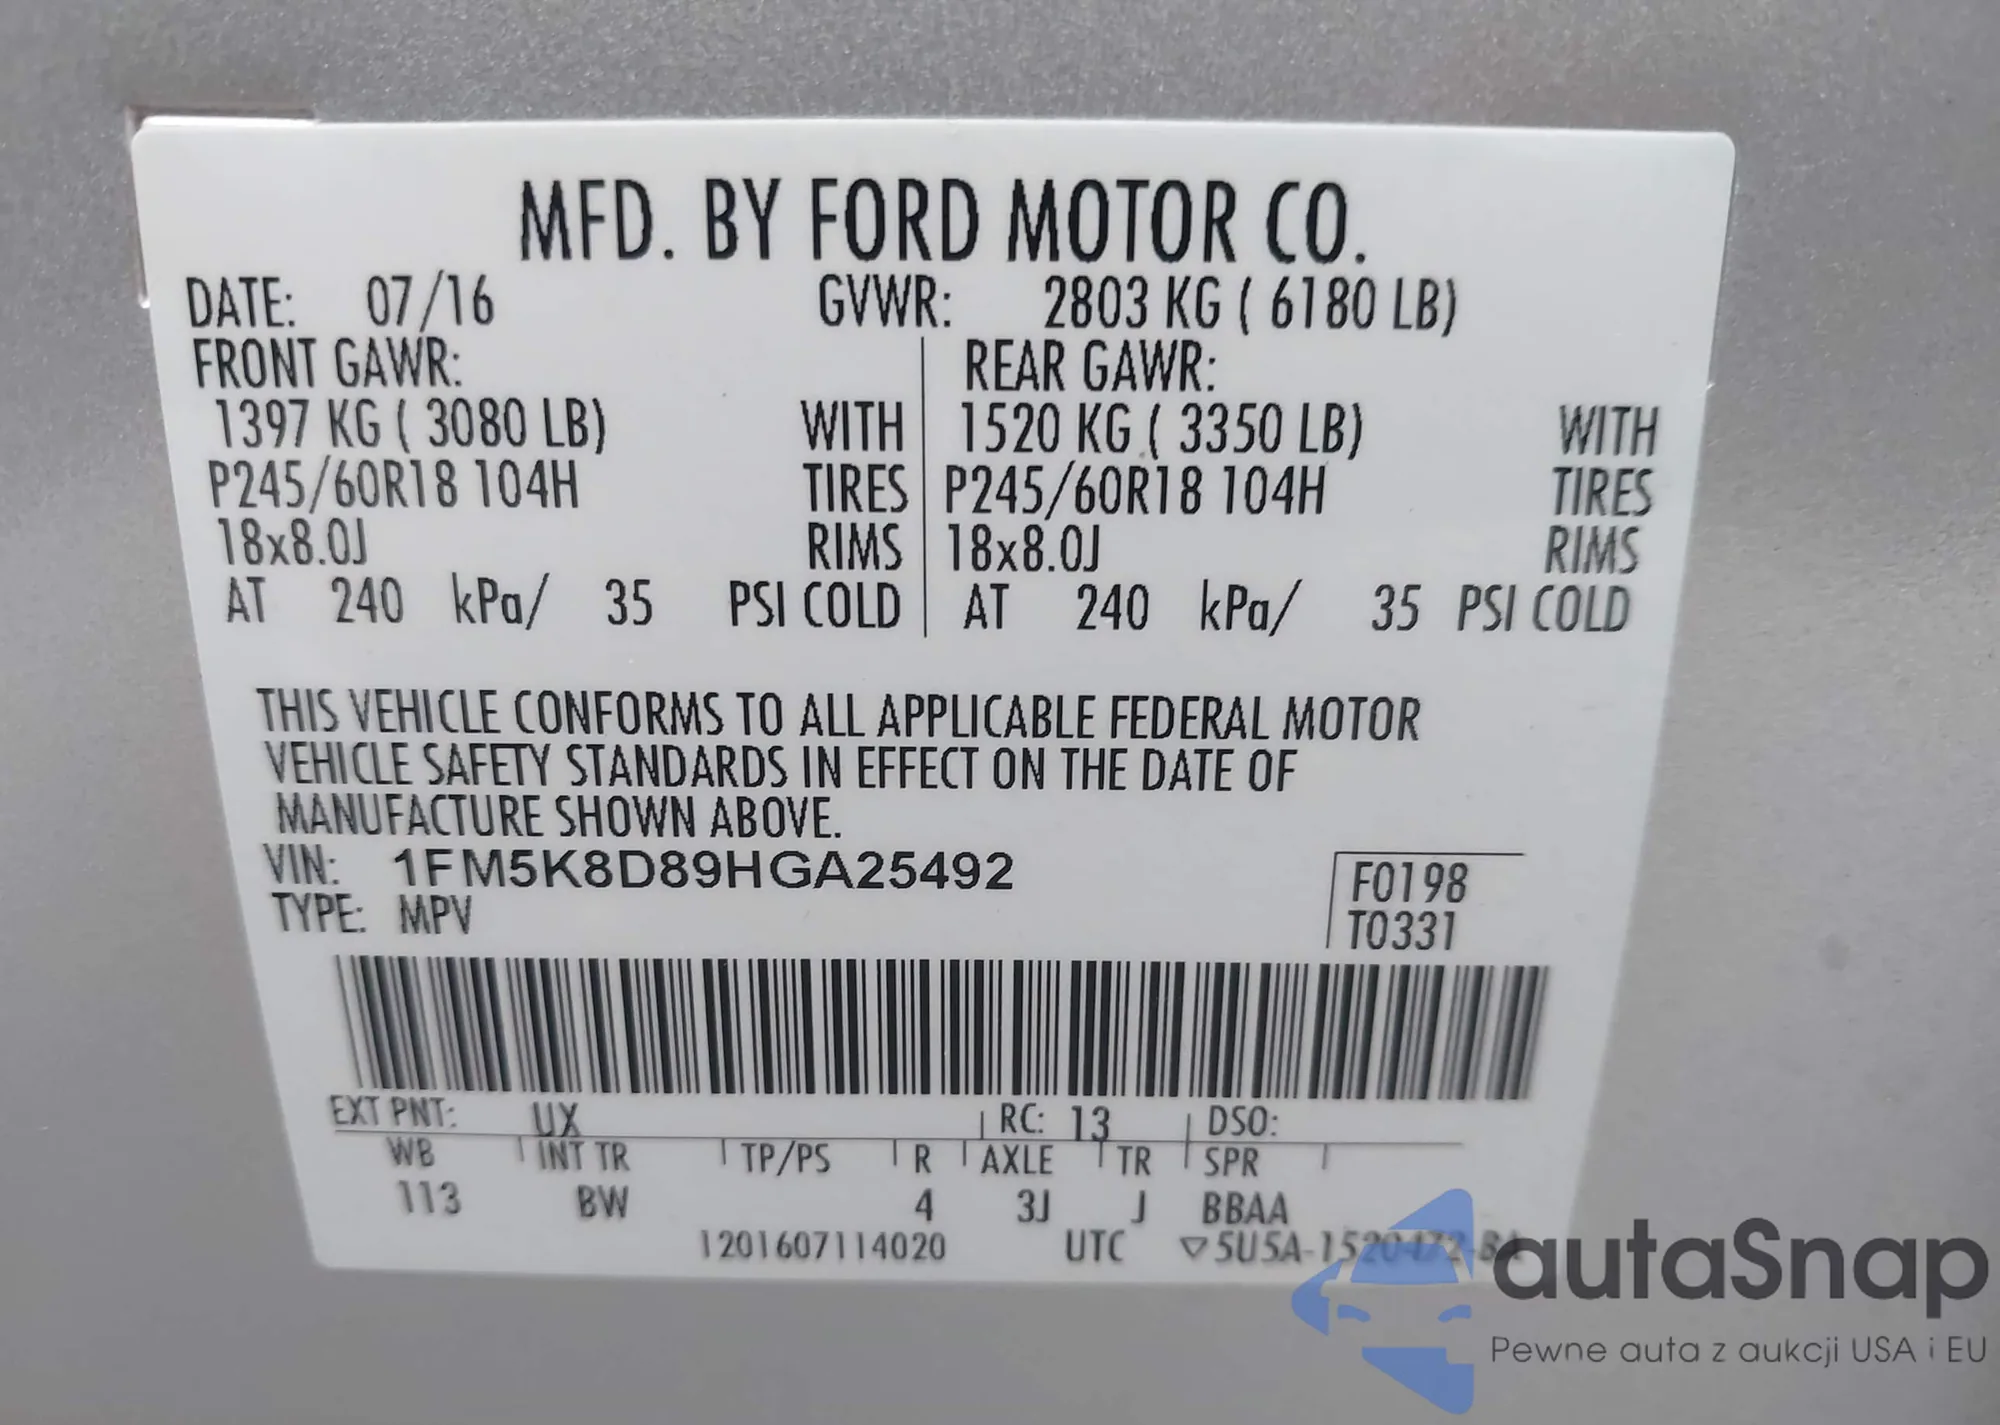 MFD. BY FORD MOTOR CO.
DATE: 07/16 GVWR: 2803 KG ( 6180 LB)
FRONT GAWR: REAR GAWR:
1397 KG ( 3080 LB) WITH 1520 KG ( 3350 LB) WITH
P245/60R18 104H TIRES P245/60R18 104H TIRES
18x8.0J RIMS 18x8.0J RIMS
AT 240 kPa/ 35 PSI COLD AT 240 kPa/ 35 PSI COLD
THIS VEHICLE CONFORMS TO ALL APPLICABLE FEDERAL MOTOR
VEHICLE SAFETY STANDARDS IN EFFECT ON THE DATE OF
MANUFACTURE SHOWN ABOVE.
VIN: 1FM5K8D89HGA25492 F0198
TYPE: MPV T0331
EXT PNT: UX RC: 13 DSO:
WB INT TR TP/PS R AXLE TR SPR
113 BW 4 3J J BBAA
1201607114020 UTC ▽5U5A-1520472-BA
autaSnap
Pewne auta z aukcji USA i EU